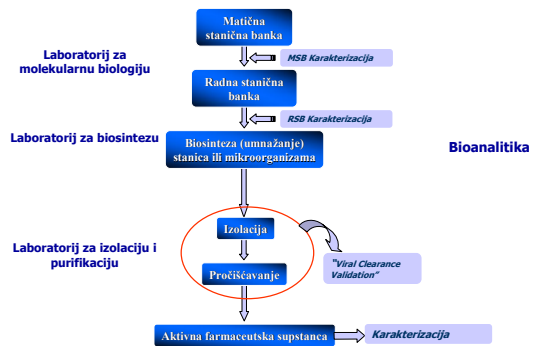 Matična
stanična banka
Laboratorij za
molekularnu biologiju
MSB Karakterizacija
Radna stanična
banka
RSB Karakterizacija
Laboratorij za biosintezu
Biosinteza (umnažanje)
stanica ili mikroorganizama
Bioanalitika
Izolacija
Laboratorij za izolaciju i
purifikaciju
"Viral Clearance
Validation"
Pročišćavanje
Aktivna farmaceutska supstanca
Karakterizacija